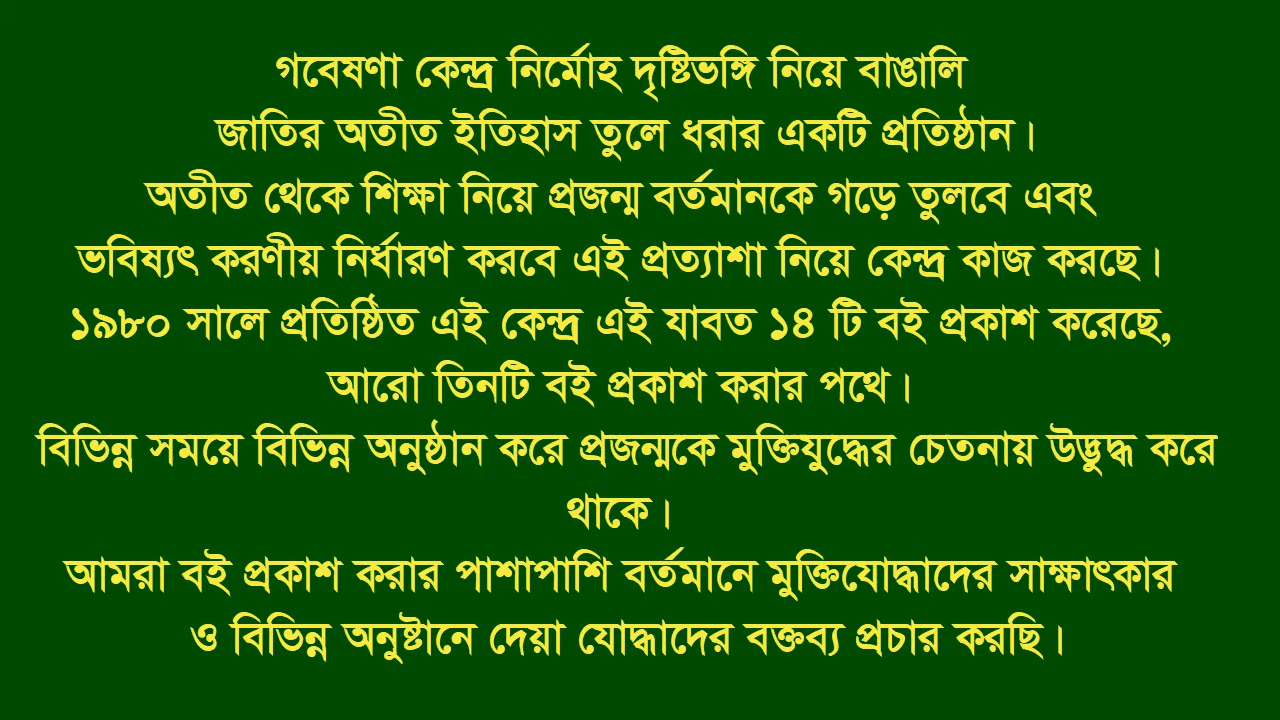 গবেষণা কেন্দ্র নির্মোহ দৃষ্টিভঙ্গি নিয়ে বাঙালি
জাতির অতীত ইতিহাস তুলে ধরার একটি প্রতিষ্ঠান।
অতীত থেকে শিক্ষা নিয়ে প্রজন্ম বর্তমানকে গড়ে তুলবে এবং
ভবিষ্যৎ করণীয় নির্ধারণ করবে এই প্রত্যাশা নিয়ে কেন্দ্র কাজ করছে।
১৯৮০ সালে প্রতিষ্ঠিত এই কেন্দ্র এই যাবত ১৪ টি বই প্রকাশ করেছে,
আরো তিনটি বই প্রকাশ করার পথে।
বিভিন্ন সময়ে বিভিন্ন অনুষ্ঠান করে প্রজন্মকে মুক্তিযুদ্ধের চেতনায় উদ্ভুদ্ধ করে
থাকে।
আমরা বই প্রকাশ করার পাশাপাশি বর্তমানে মুক্তিযোদ্ধাদের সাক্ষাৎকার
ও বিভিন্ন অনুষ্টানে দেয়া যোদ্ধাদের বক্তব্য প্রচার করছি।